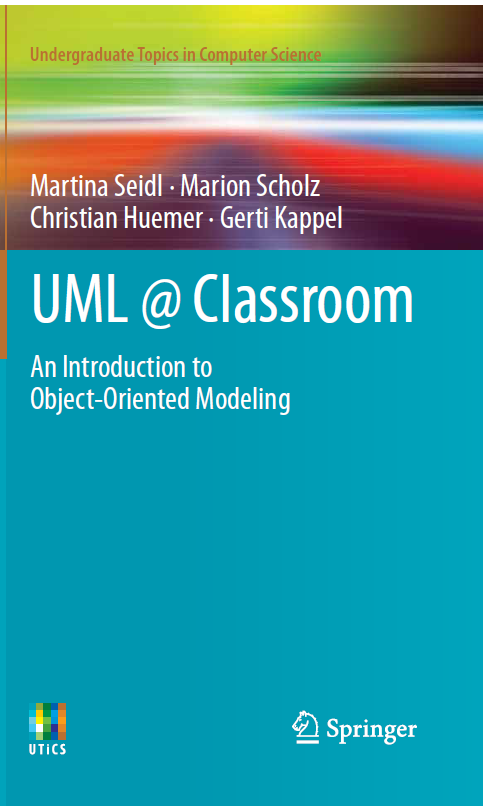 Undergraduate Topics in Computer Science
Martina Seidl · Marion Scholz
Christian Huemer · Gerti Kappel
UML @ Classroom
An Introduction to
Object-Oriented Modeling
UTiCS
Springer